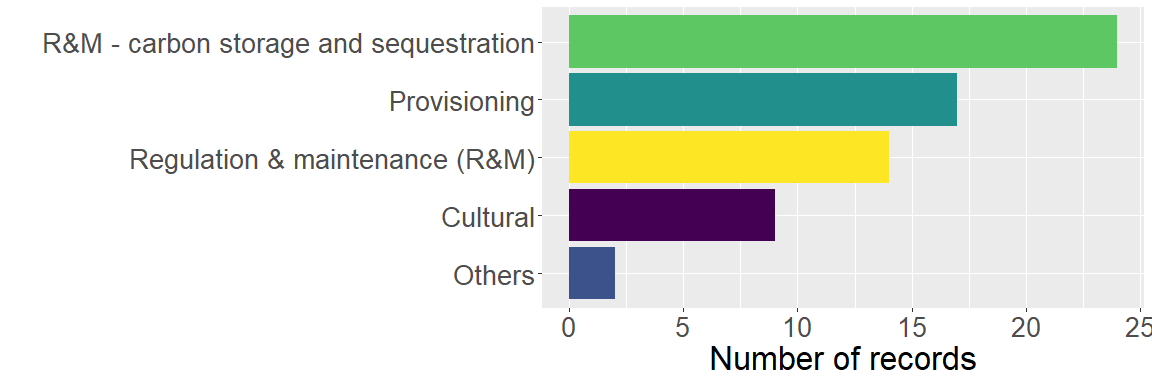 R&M - carbon storage and sequestration
Provisioning
Regulation & maintenance (R&M)
Cultural
Others
0 5 10 15 20 25
Number of records